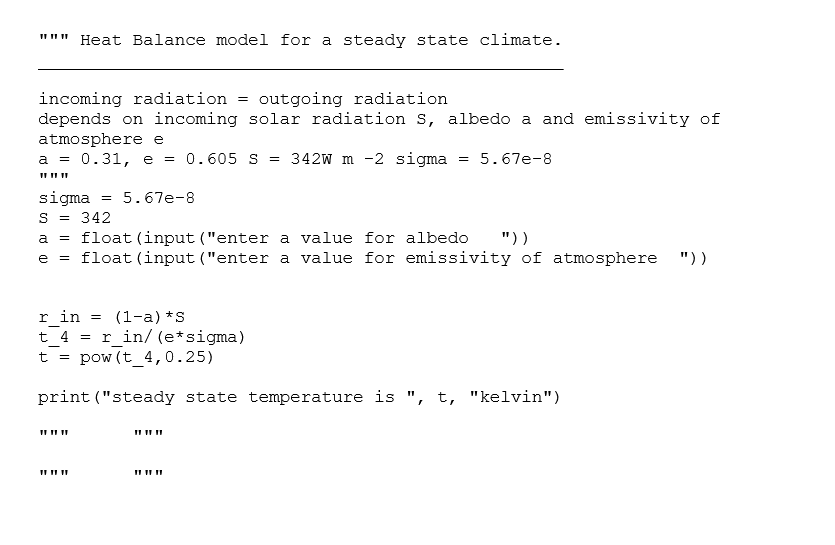 """ Heat Balance model for a steady state climate.
__________________________________________________
incoming radiation = outgoing radiation
depends on incoming solar radiation S, albedo a and emissivity of
atmosphere e
a = 0.31, e = 0.605 S = 342W m -2 sigma = 5.67e-8
"""
sigma = 5.67e-8
S = 342
a = float(input("enter a value for albedo   "))
e = float(input("enter a value for emissivity of atmosphere  "))
r_in = (1-a)*S
t_4 = r_in/(e*sigma)
t = pow(t_4,0.25)
print("steady state temperature is ", t, "kelvin")
"""      """
"""      """